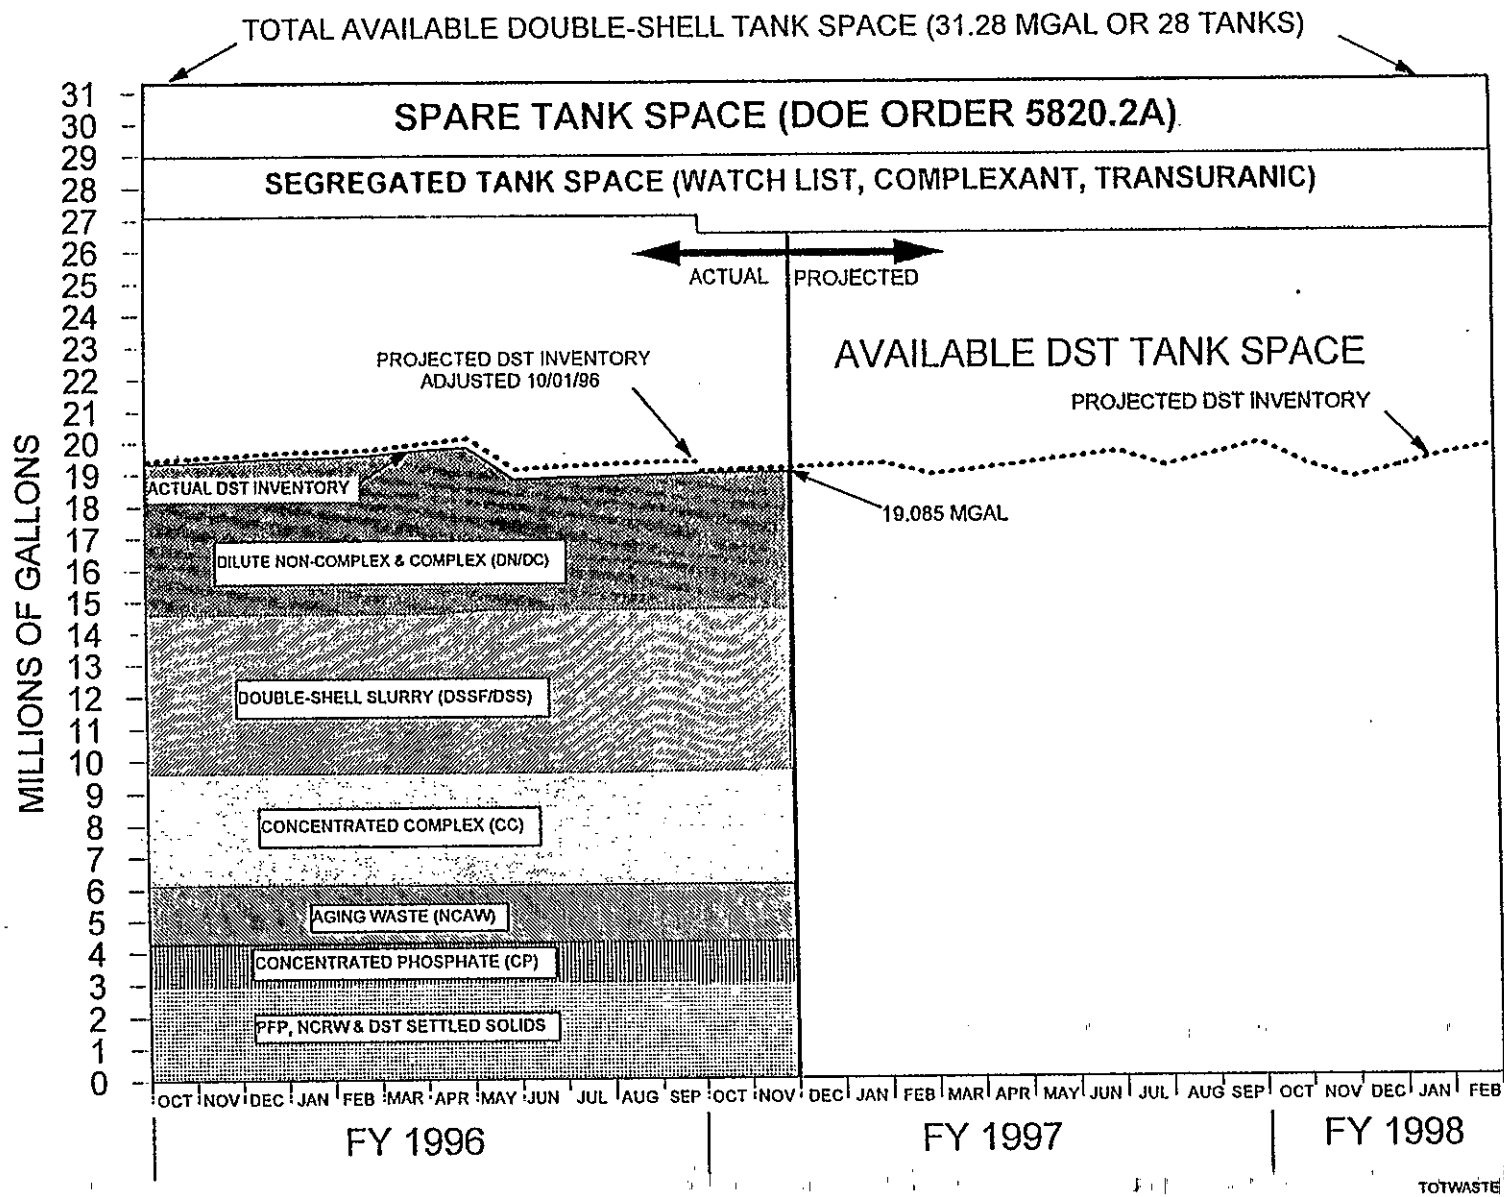 TOTAL AVAILABLE DOUBLE-SHELL TANK SPACE (31.28 MGAL OR 28 TANKS)
SPARE TANK SPACE (DOE ORDER 5820.2A)
SEGREGATED TANK SPACE (WATCH LIST, COMPLEXANT, TRANSURANIC)
ACTUAL
PROJECTED
AVAILABLE DST TANK SPACE
PROJECTED DST INVENTORY
ADJUSTED 10/01/96
PROJECTED DST INVENTORY
ACTUAL DST INVENTORY
19.085 MGAL
DILUTE NON-COMPLEX & COMPLEX (DN/DC)
DOUBLE-SHELL SLURRY (DSSF/DSS)
CONCENTRATED COMPLEX (CC)
AGING WASTE (NCAW)
CONCENTRATED PHOSPHATE (CP)
PFP, NCRW & DST SETTLED SOLIDS
MILLIONS OF GALLONS
31
30
29
28
27
26
25
24
23
22
21
20
19
18
17
16
15
14
13
12
11
10
9
8
7
6
5
4
3
2
1
0
OCT NOV DEC JAN FEB MAR APR MAY JUN JUL AUG SEP OCT NOV DEC JAN FEB MAR APR MAY JUN JUL AUG SEP OCT NOV DEC JAN FEB
FY 1996 FY 1997 FY 1998
TOTWASTE